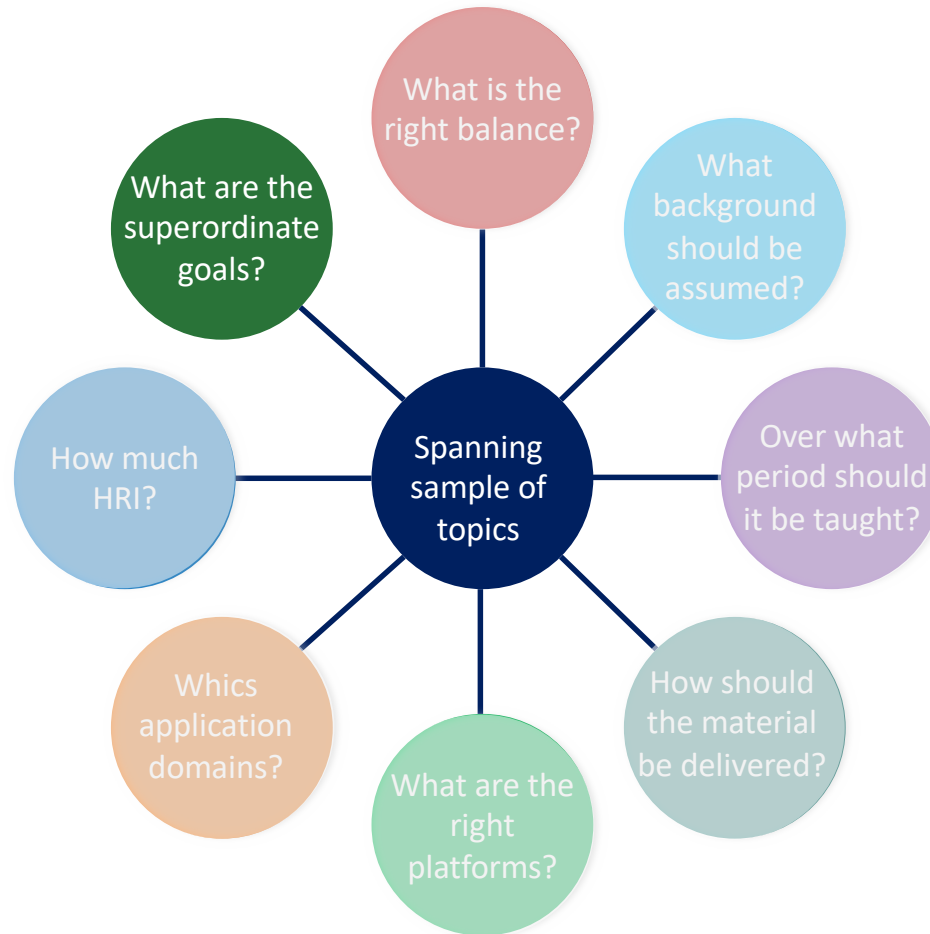 What is the
right balance?
What
background
should be
assumed?
Over what
period should
it be taught?
How should
the material
be delivered?
What are the
right
platforms?
Whics
application
domains?
How much
HRI?
What are the
superordinate
goals?
Spanning
sample of
topics